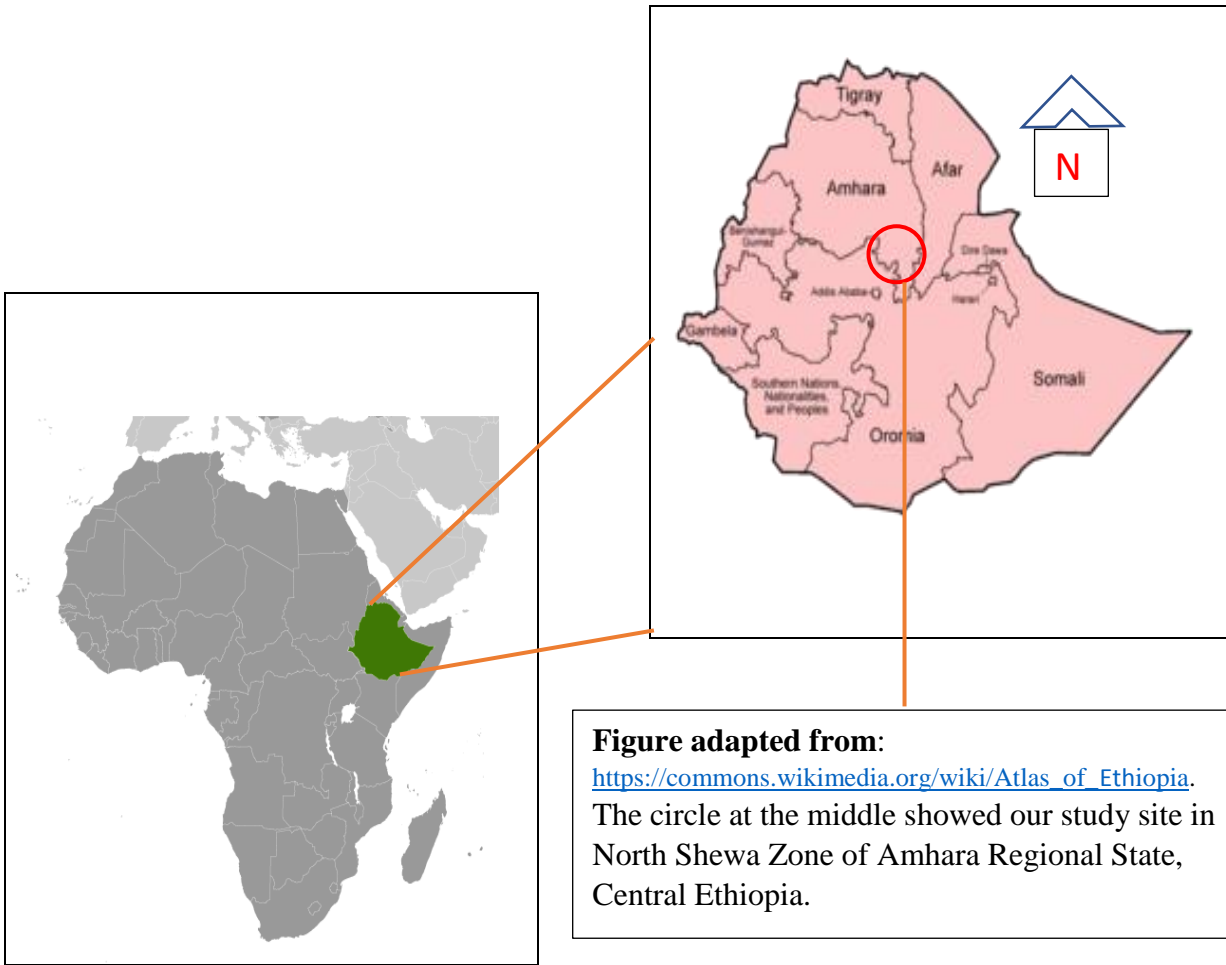 Tigray
Afar
N
Amhara
Benishangul-
Gumaz
Dire Dawa
Addis Ababa
Harari
Gambela
Somali
Southern Nations,
Nationalities,
and Peoples
Oromia
Figure adapted from:
https://commons.wikimedia.org/wiki/Atlas_of_Ethiopia.
The circle at the middle showed our study site in
North Shewa Zone of Amhara Regional State,
Central Ethiopia.